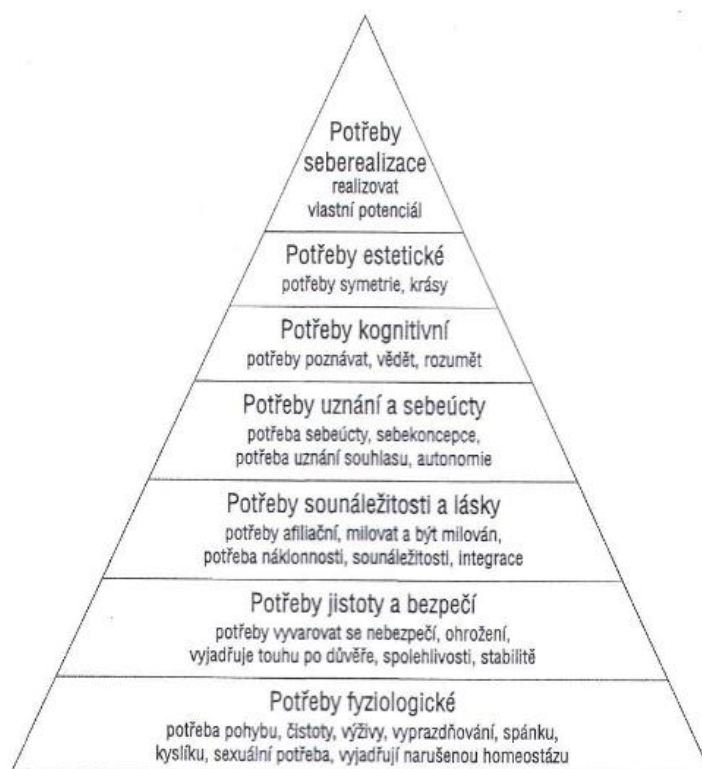 Potřeby
seberealizace
realizovat
vlastní potenciál
Potřeby estetické
potřeby symetrie, krásy
Potřeby kognitivní
potřeby poznávat, vědět, rozumět
Potřeby uznání a sebeúcty
potřeba sebeúcty, sebekoncepce,
potřeba uznání souhlasu, autonomie
Potřeby sounáležitosti a lásky
potřeby afiliační, milovat a být milován,
potřeba náklonnosti, sounáležitosti, integrace
Potřeby jistoty a bezpečí
potřeby vyvarovat se nebezpečí, ohrožení,
vyjadřuje touhu po důvěře, spolehlivosti, stabilitě
Potřeby fyziologické
potřeba pohybu, čistoty, výživy, vyprazdňování, spánku,
kyslíku, sexuální potřeba, vyjadřují narušenou homeostázu